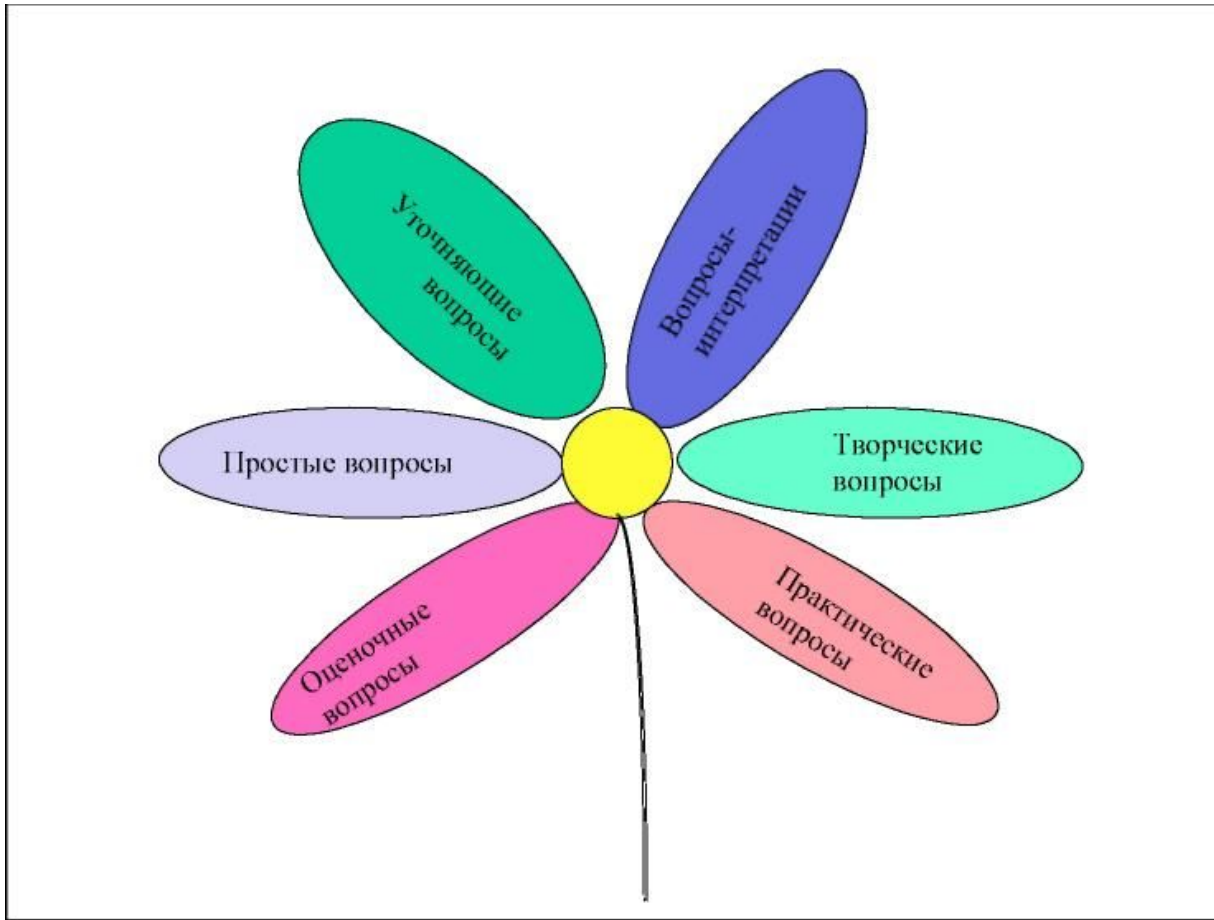 Уточняющие
вопросы
Вопросы-
интерпретации
Простые вопросы
Творческие
вопросы
Оценочные
вопросы
Практические
вопросы